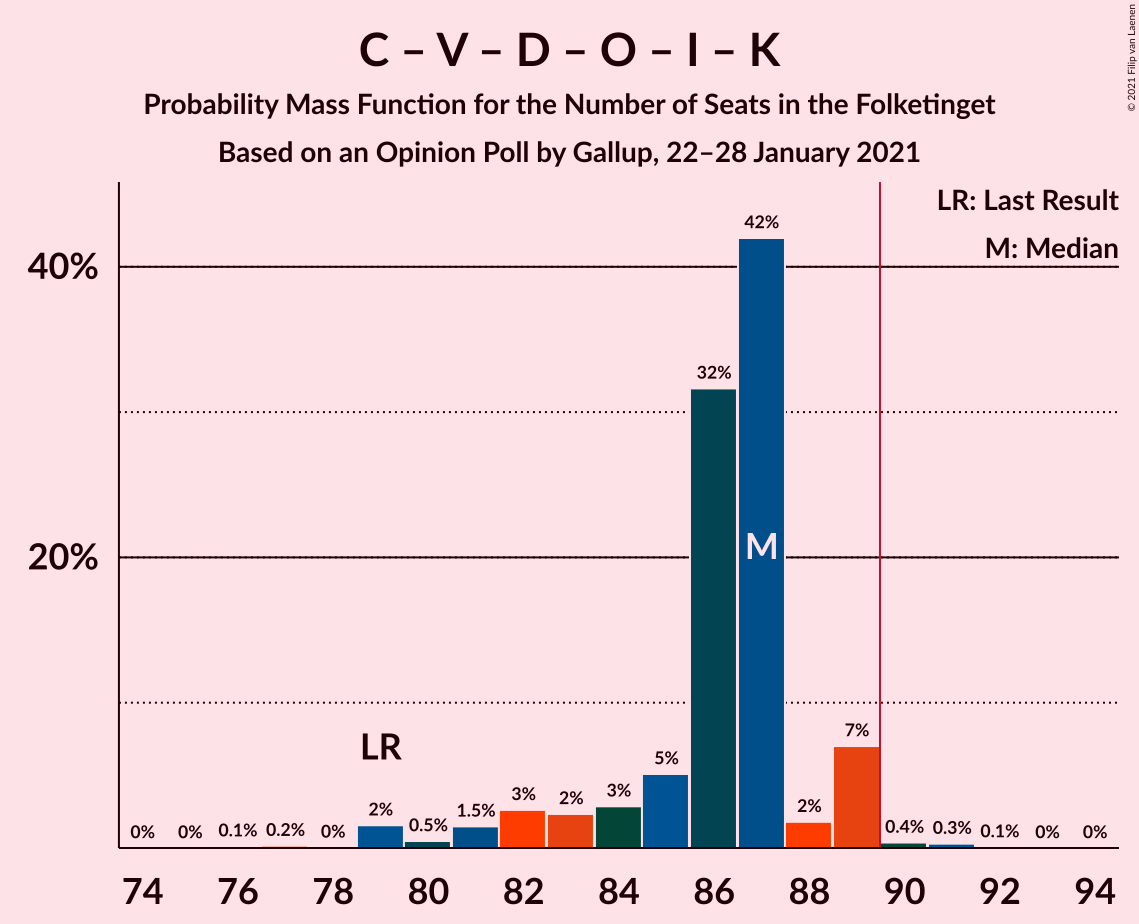 C – V – D – O – I – K
Probability Mass Function for the Number of Seats in the Folketinget
Based on an Opinion Poll by Gallup, 22–28 January 2021
© 2021 Filip van Laenen
LR: Last Result
M: Median
40%
20%
0% 0% 0.1% 0.2% 0% 2% 0.5% 1.5% 3% 2% 3% 5% 32% 42% 2% 7% 0.4% 0.3% 0.1% 0% 0%
LR
M
74 76 78 80 82 84 86 88 90 92 94